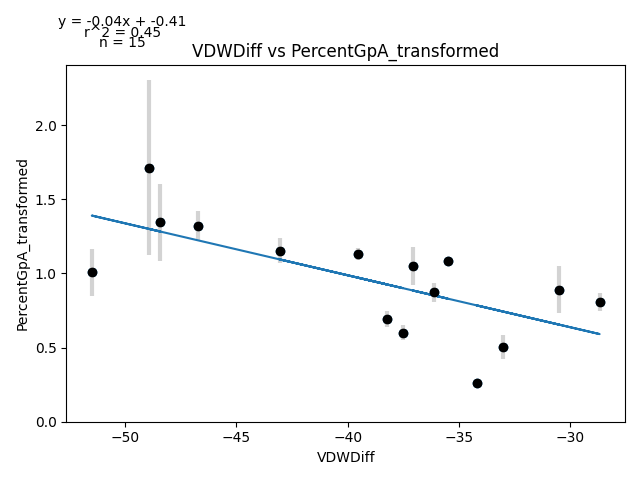 y = -0.04x + -0.41
r^2 = 0.45
n = 15
VDWDiff vs PercentGpA_transformed
PercentGpA_transformed
2.0
1.5
1.0
0.5
0.0
−50
−45
−40
−35
−30
VDWDiff